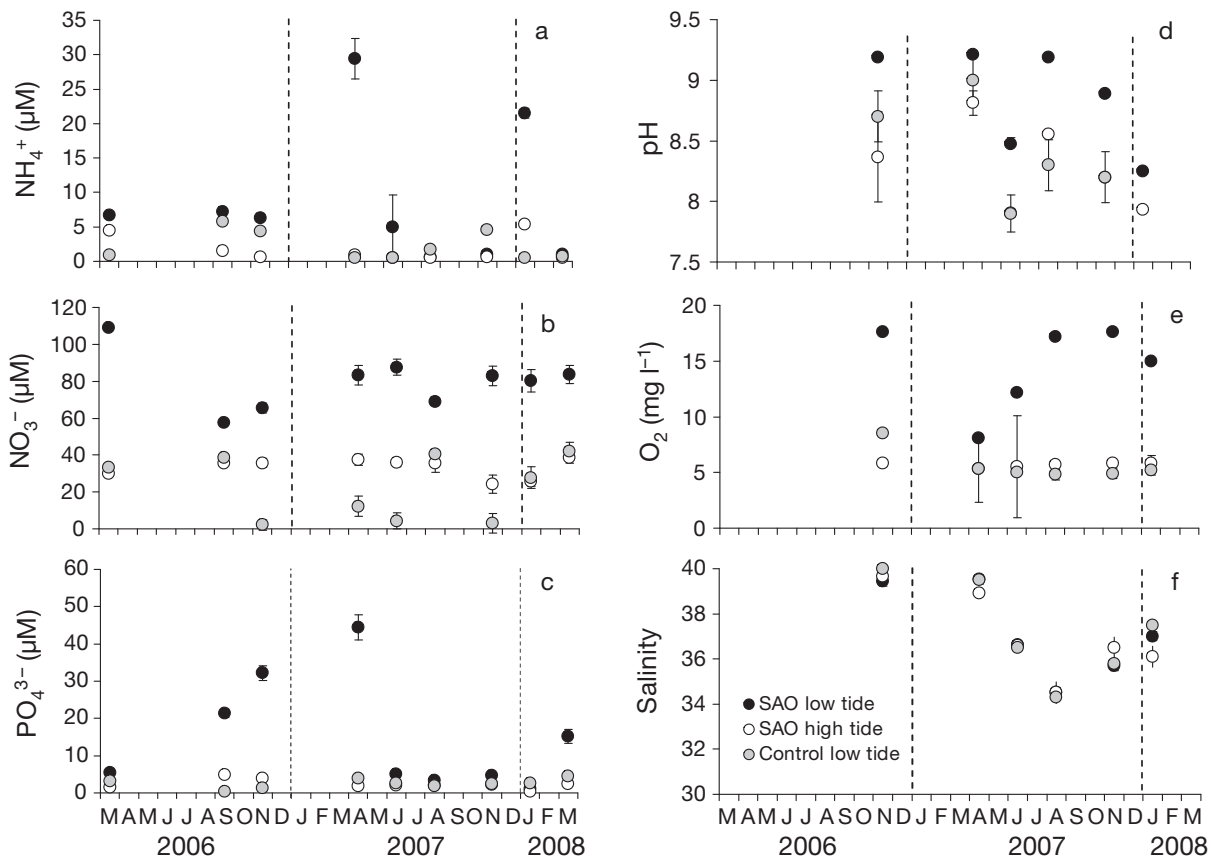 a
NH₄⁺ (µM)
35
30
25
20
15
10
5
0
b
NO₃⁻ (µM)
120
100
80
60
40
20
0
c
PO₄³⁻ (µM)
60
50
40
30
20
10
0
M A M J J A S O N D J F M A M J J A S O N D J F M
2006 2007 2008
d
pH
9.5
9
8.5
8
7.5
e
O₂ (mg l⁻¹)
20
15
10
5
0
f
Salinity
40
38
36
34
32
30
SAO low tide
SAO high tide
Control low tide
M A M J J A S O N D J F M A M J J A S O N D J F M
2006 2007 2008